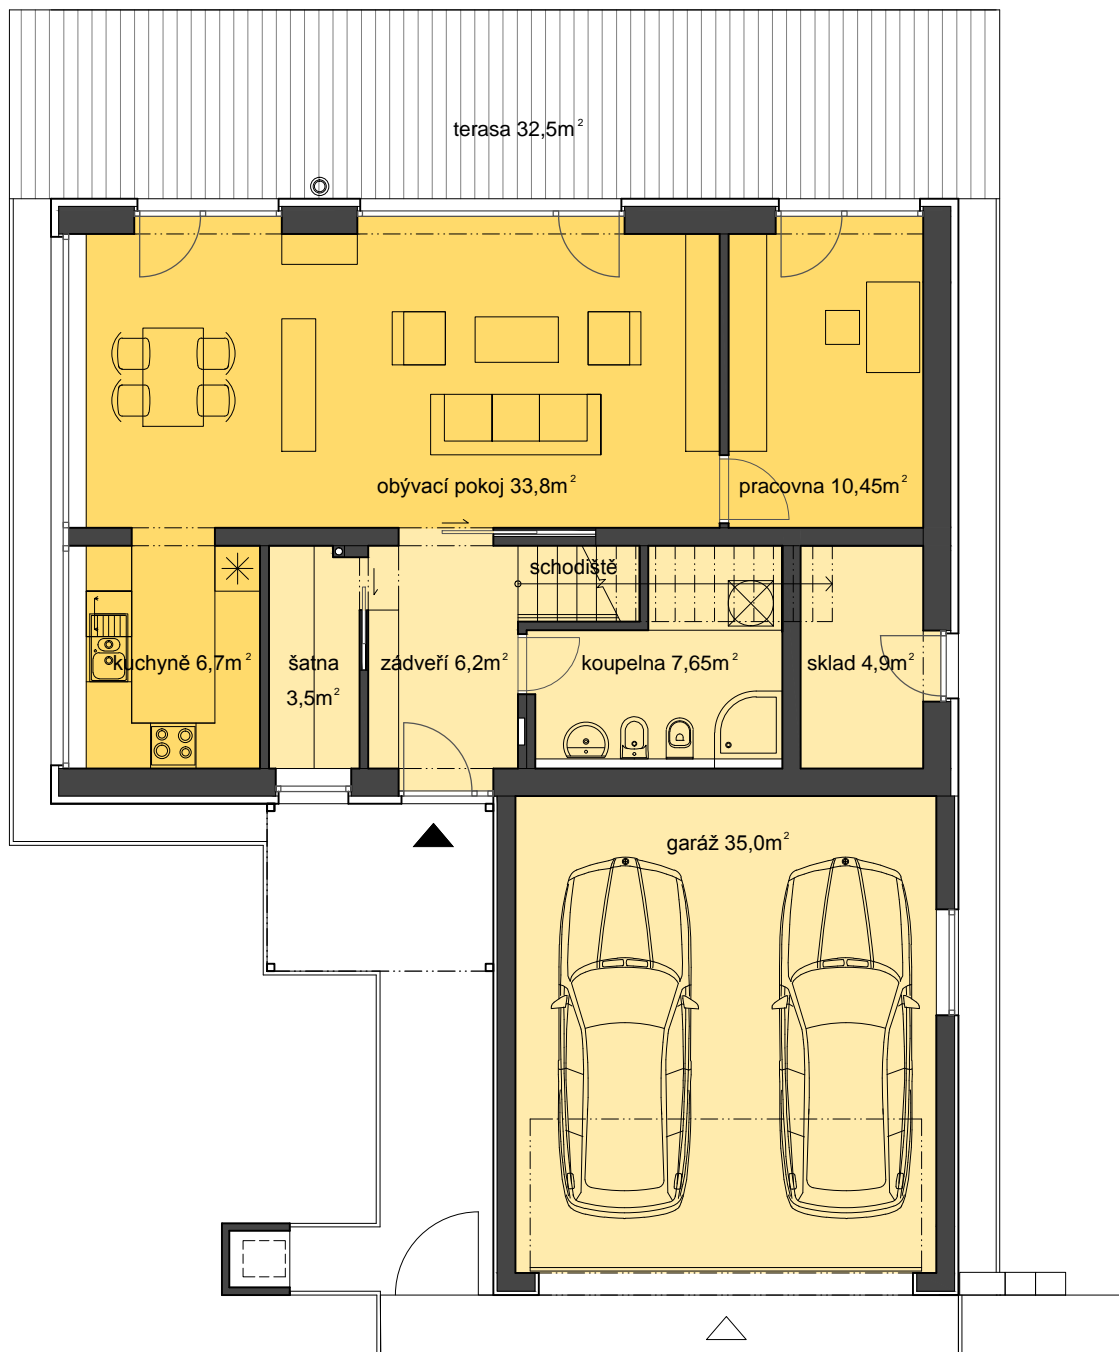 terasa 32,5m²
obývací pokoj 33,8m²
pracovna 10,45m²
schodiště
kuchyně 6,7m²
šatna
3,5m²
zádveří 6,2m²
koupelna 7,65m²
sklad 4,9m²
garáž 35,0m²